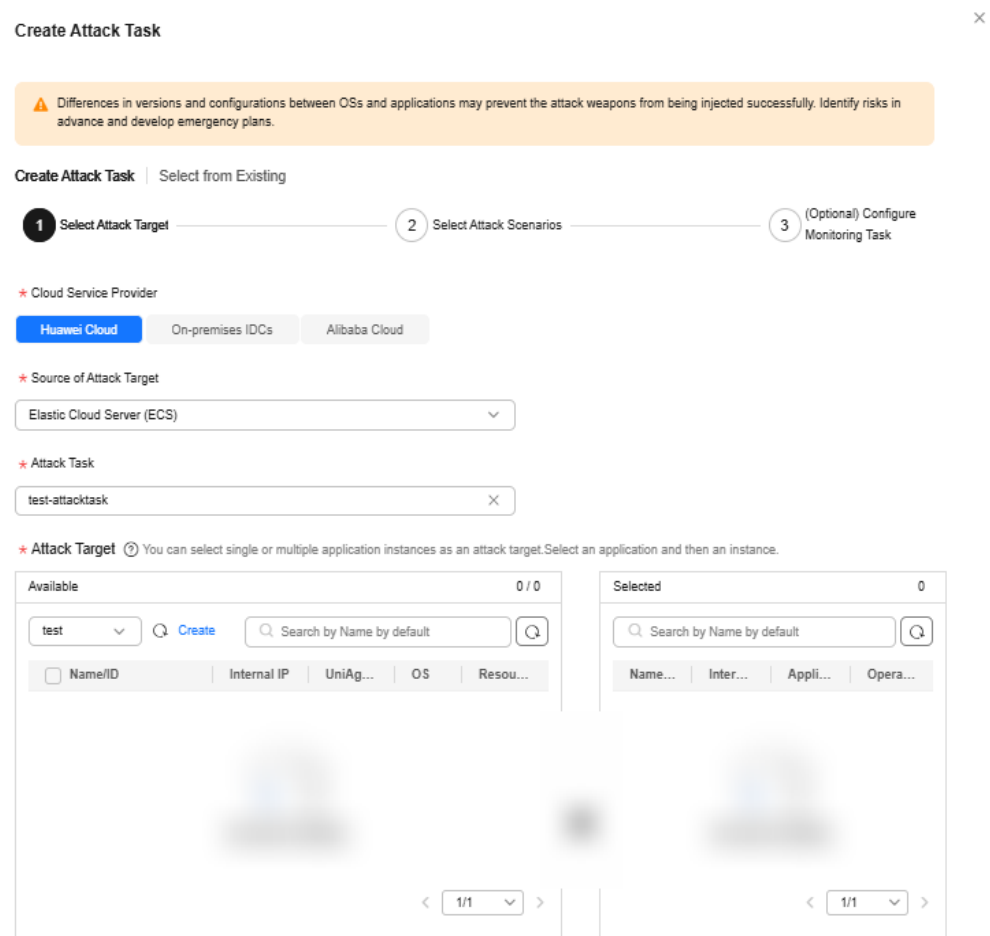 Create Attack Task
Differences in versions and configurations between OSs and applications may prevent the attack weapons from being injected successfully. Identify risks in
advance and develop emergency plans.
Create Attack Task
Select from Existing
1 Select Attack Target
2 Select Attack Scenarios
3 (Optional) Configure
Monitoring Task
* Cloud Service Provider
Huawei Cloud
On-premises IDCs
Alibaba Cloud
* Source of Attack Target
Elastic Cloud Server (ECS)
* Attack Task
test-attacktask
* Attack Target ? You can select single or multiple application instances as an attack target.Select an application and then an instance.
Available 0 / 0
test Create Search by Name by default
Name/ID Internal IP UniAg... OS Resou...
1/1
Selected 0
Search by Name by default
Name... Inter... Appli... Opera...
1/1